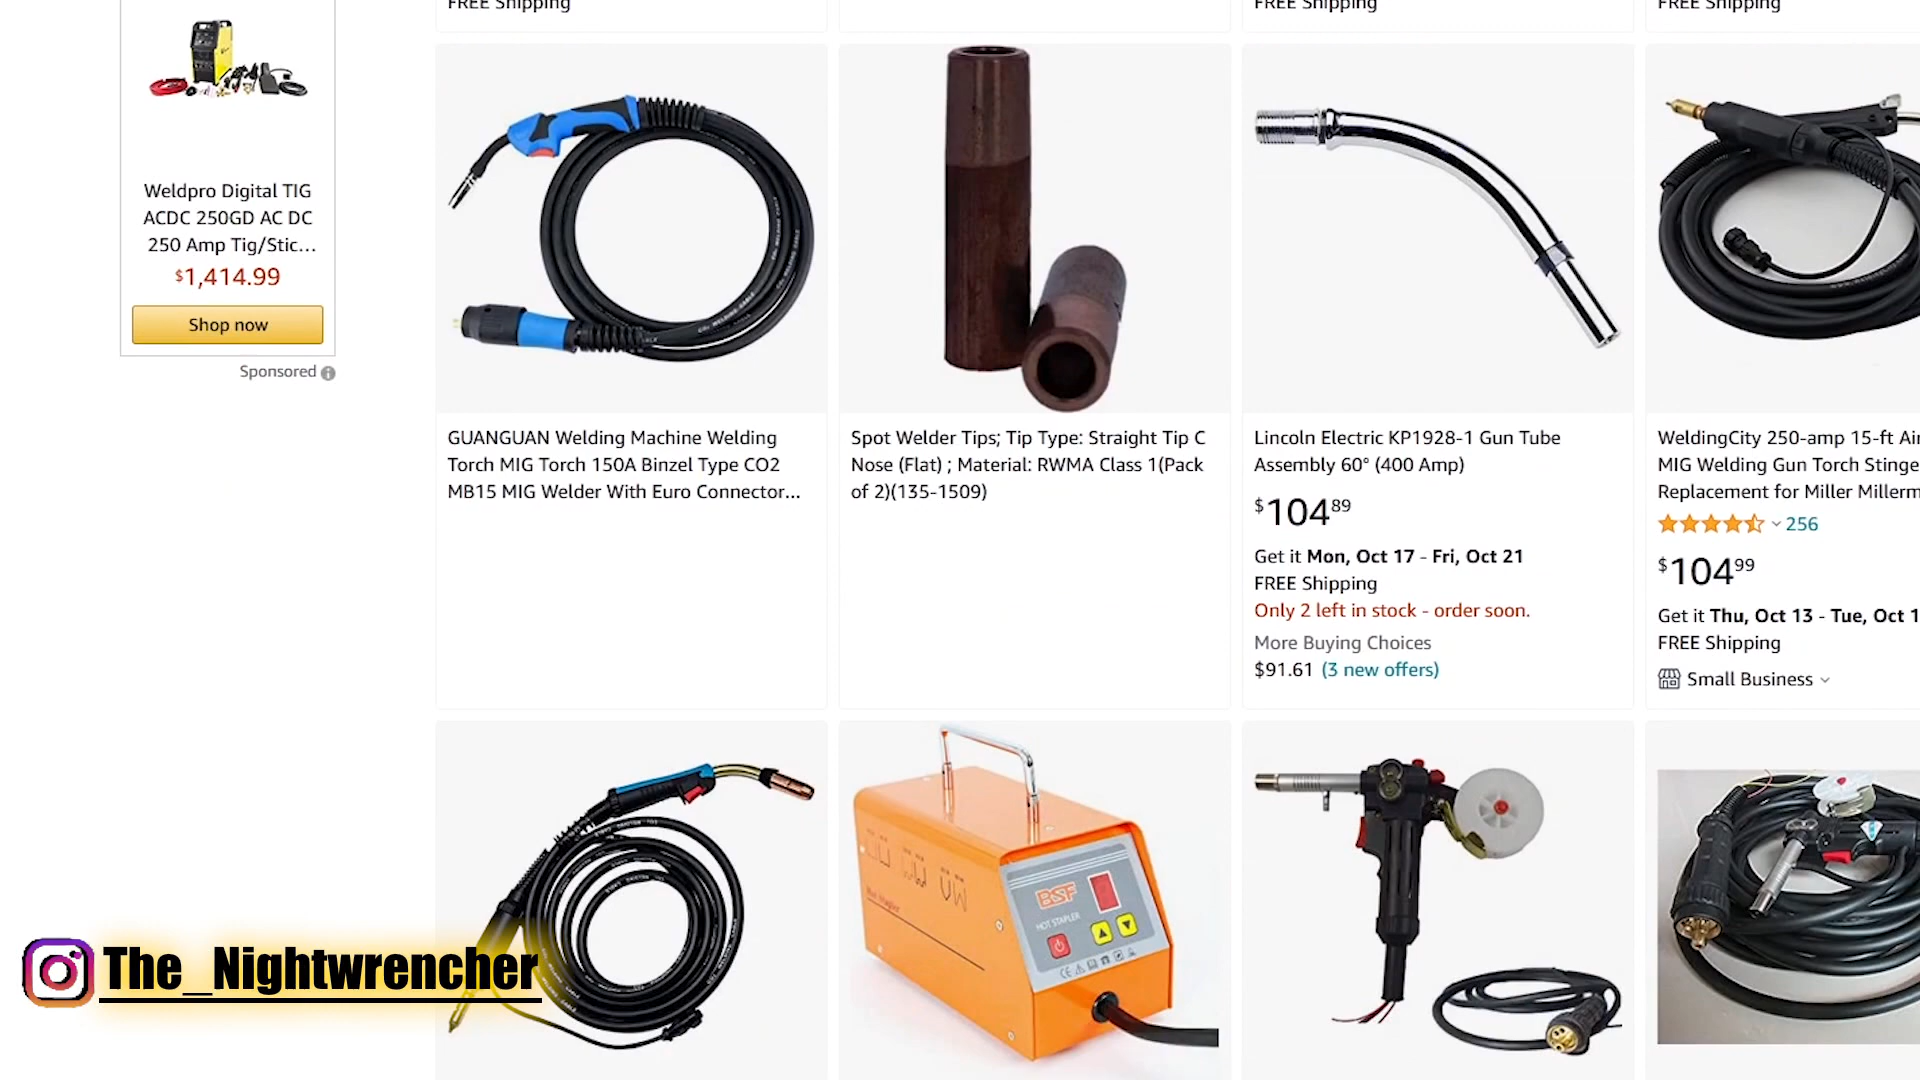 FREE Shipping
FREE Shipping
FREE Shipping
Weldpro Digital TIG
ACDC 250GD AC DC
250 Amp Tig/Stic...
$1,414.99
Shop now
Sponsored
GUANGUAN Welding Machine Welding
Torch MIG Torch 150A Binzel Type CO2
MB15 MIG Welder With Euro Connector...
Spot Welder Tips; Tip Type: Straight Tip C
Nose (Flat) ; Material: RWMA Class 1(Pack
of 2)(135-1509)
Lincoln Electric KP1928-1 Gun Tube
Assembly 60° (400 Amp)
$104.89
Get it Mon, Oct 17 - Fri, Oct 21
FREE Shipping
Only 2 left in stock - order soon.
More Buying Choices
$91.61 (3 new offers)
WeldingCity 250-amp 15-ft Air
MIG Welding Gun Torch Stinge
Replacement for Miller Millerm
256
$104.99
Get it Thu, Oct 13 - Tue, Oct 1
FREE Shipping
Small Business
BSF
HOT STAPLER
The_Nightwrencher